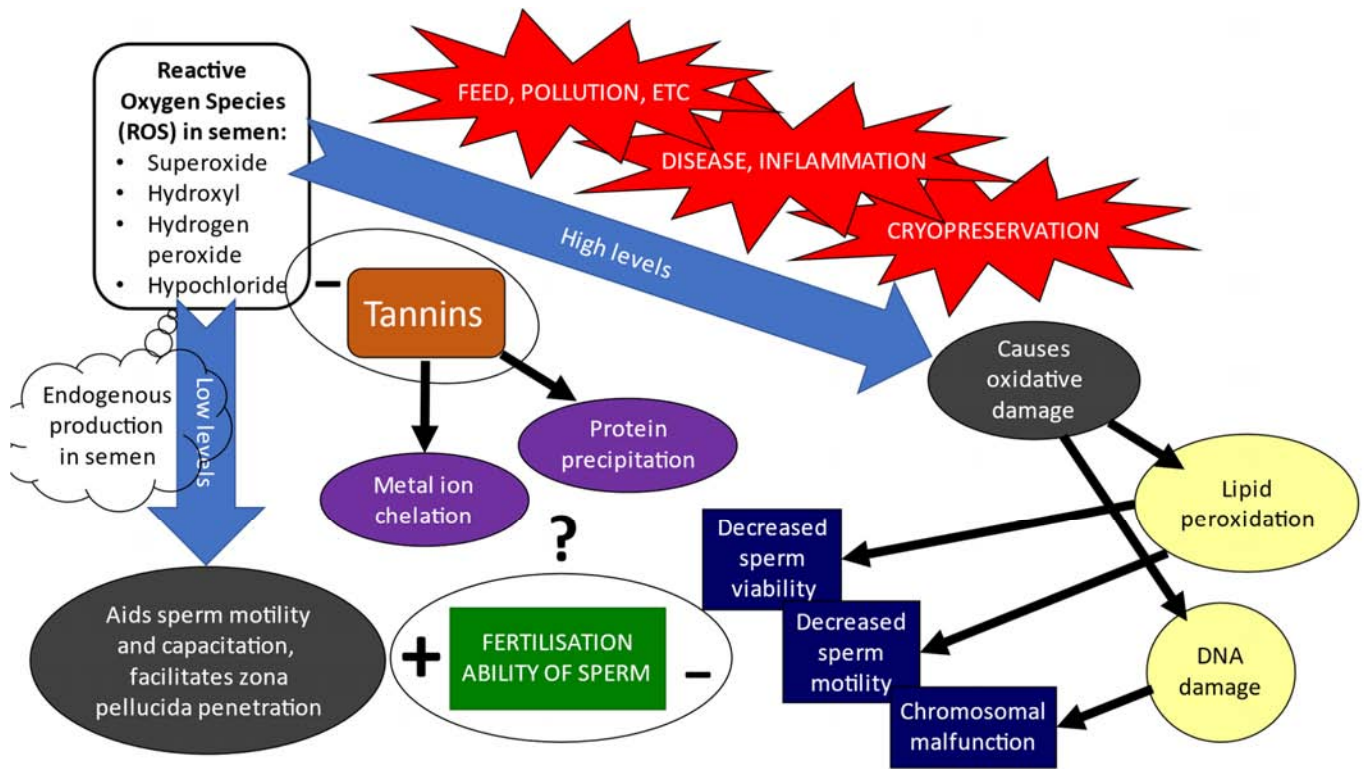 Reactive
Oxygen Species
(ROS) in semen:
• Superoxide
• Hydroxyl
• Hydrogen
peroxide
• Hypochloride
FEED, POLLUTION, ETC
DISEASE, INFLAMMATION
CRYOPRESERVATION
High levels
–
Tannins
Endogenous
production
in semen
Low levels
Causes
oxidative
damage
Protein
precipitation
Metal ion
chelation
Lipid
peroxidation
?
Decreased
sperm
viability
Decreased
sperm
motility
Chromosomal
malfunction
DNA
damage
Aids sperm motility
and capacitation,
facilitates zona
pellucida penetration
+
FERTILISATION
ABILITY OF SPERM
–